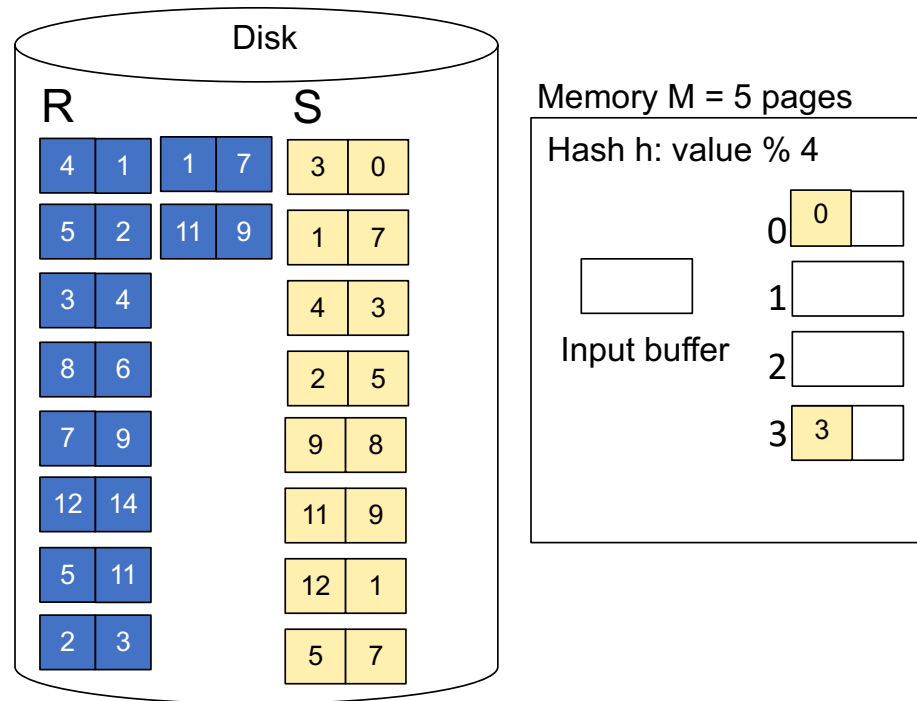 Disk
R S
4 1 1 7 3 0
5 2 11 9 1 7
3 4 4 3
8 6 2 5
7 9 9 8
12 14 11 9
5 11 12 1
2 3 5 7
Memory M = 5 pages
Hash h: value % 4
0 0
1
Input buffer
2
3 3